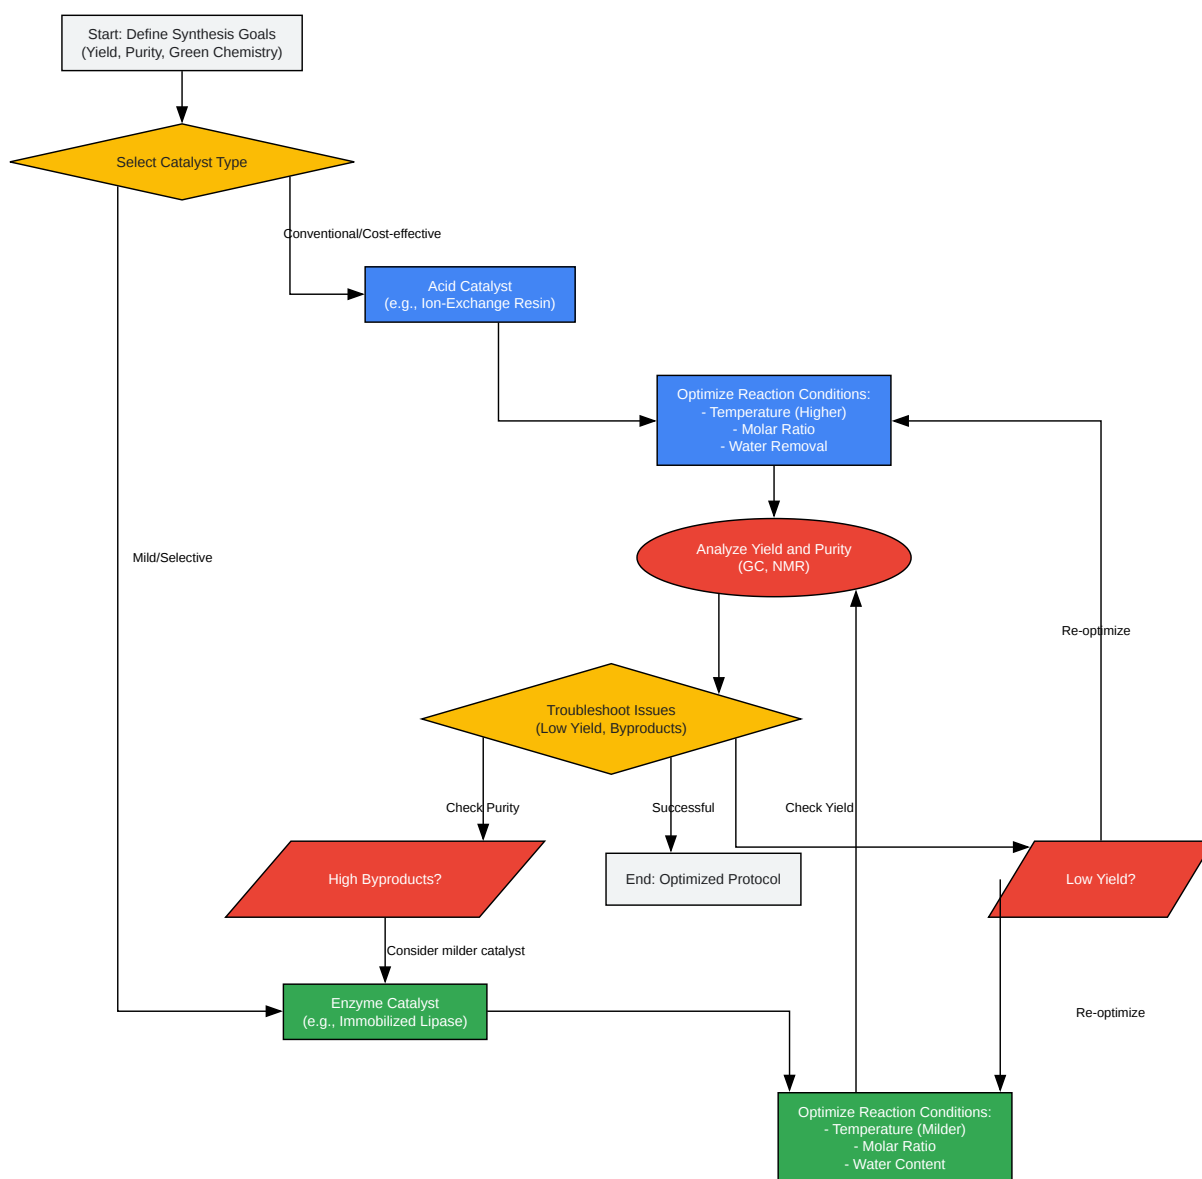 Start: Define Synthesis Goals
(Yield, Purity, Green Chemistry)
Select Catalyst Type
Conventional/Cost-effective
Acid Catalyst
(e.g., Ion-Exchange Resin)
Optimize Reaction Conditions:
- Temperature (Higher)
- Molar Ratio
- Water Removal
Mild/Selective
Analyze Yield and Purity
(GC, NMR)
Re-optimize
Troubleshoot Issues
(Low Yield, Byproducts)
Check Purity
Successful
Check Yield
High Byproducts?
End: Optimized Protocol
Low Yield?
Consider milder catalyst
Enzyme Catalyst
(e.g., Immobilized Lipase)
Re-optimize
Optimize Reaction Conditions:
- Temperature (Milder)
- Molar Ratio
- Water Content